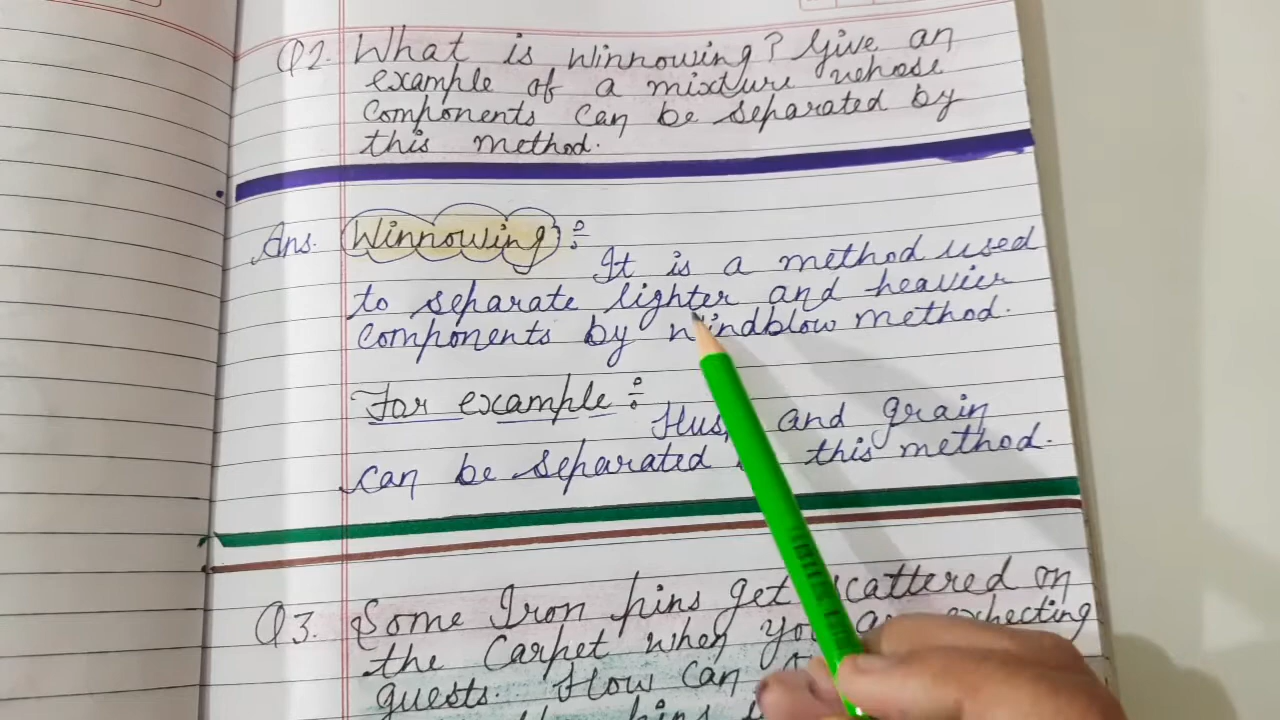 Q2. What is Winnowing? Give an
example of a mixture whose
components can be separated by
this method.
Ans. Winnowing :
It is a method used
to separate lighter and heavier
components by windblow method.
For example :
and grain
can be separated this method.
Q3. Some Iron pins get scattered on
the Carpet when you
guests. How can
pins